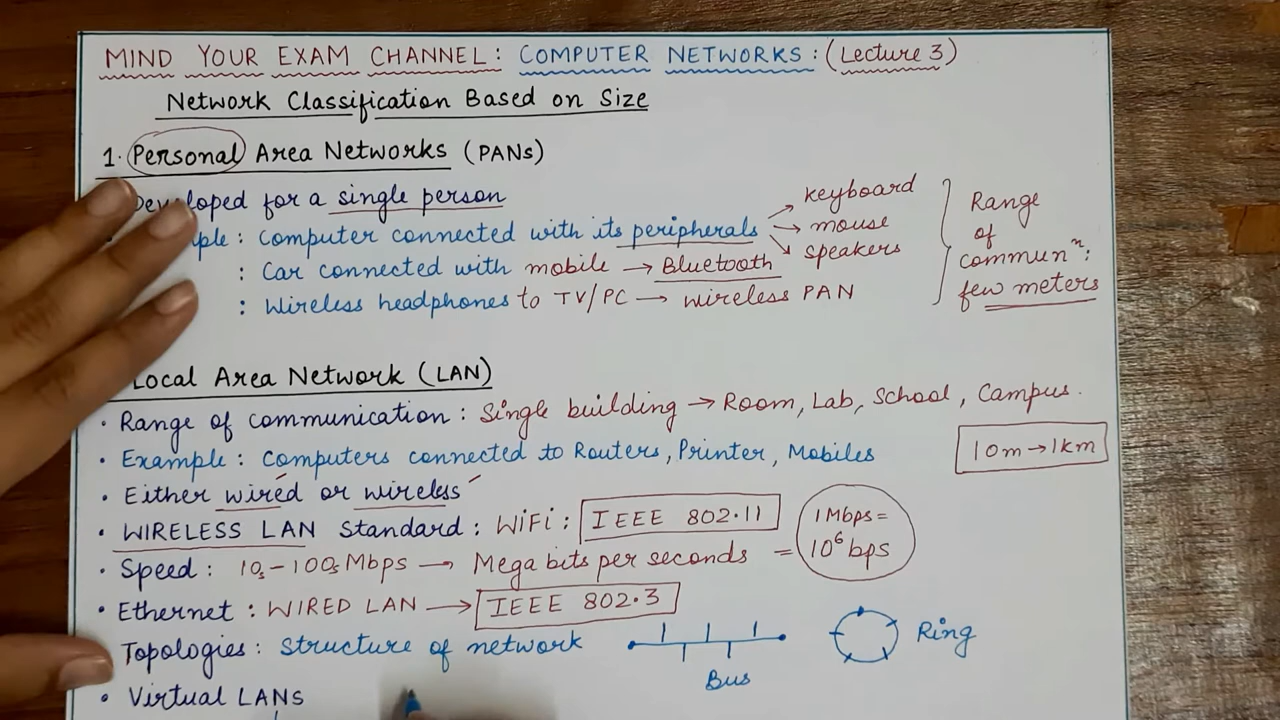 MIND YOUR EXAM CHANNEL: COMPUTER NETWORKS: (Lecture 3)
Network Classification Based on Size
1. Personal Area Networks (PANs)
Developed for a single person
ple: Computer connected with its peripherals → keyboard → mouse → speakers
: Car connected with mobile → Bluetooth
: Wireless headphones to TV/PC → wireless PAN
Range
of
communⁿ:
few meters
Local Area Network (LAN)
• Range of communication: Single building → Room, Lab, School, Campus.
• Example: Computers connected to Routers, Printer, Mobiles
10m→1km
• Either wired or wireless
• WIRELESS LAN Standard: WiFi: IEEE 802.11
• Speed: 10 - 100 Mbps → Mega bits per seconds = 1Mbps = 10⁶ bps
• Ethernet: WIRED LAN → IEEE 802.3
Topologies: Structure of network
Bus
Ring
• Virtual LANs